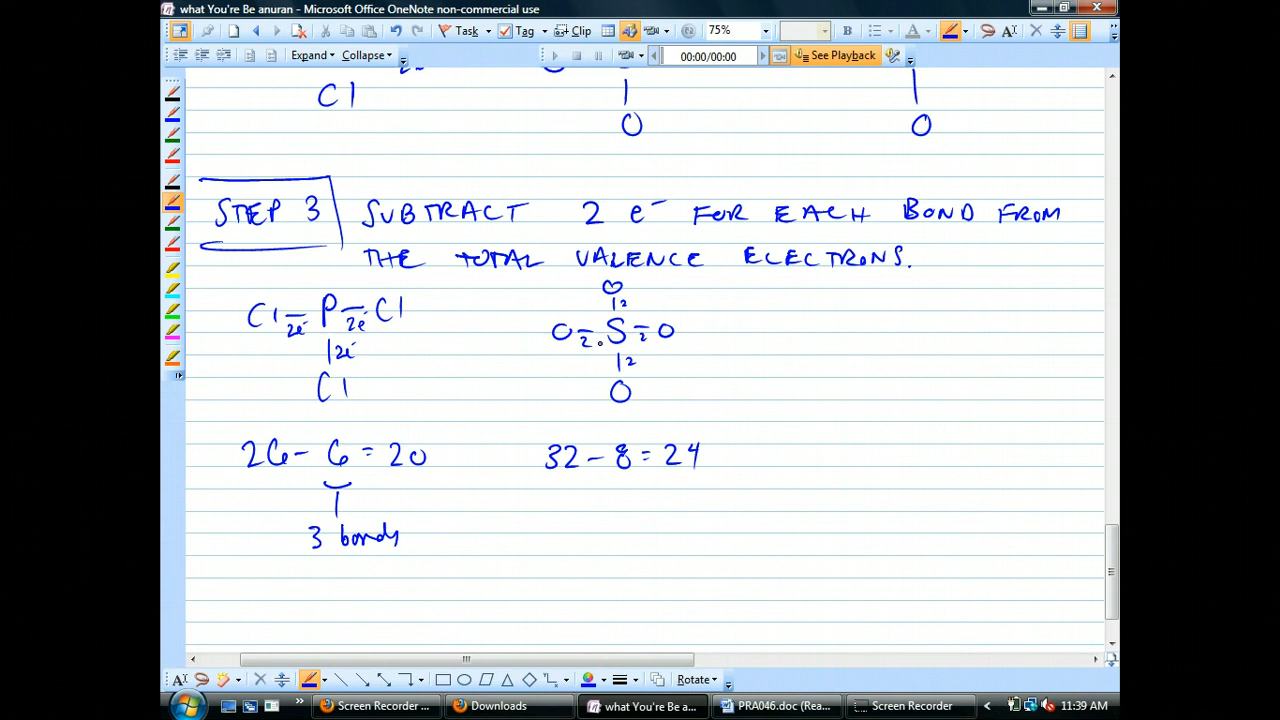 what You're Be anuran - Microsoft Office OneNote non-commercial use
Task Tag Clip 75% B A
Expand Collapse 00:00/00:00 See Playback
Cl O O
STEP 3 SUBTRACT 2 e⁻ FOR EACH BOND FROM
THE TOTAL VALENCE ELECTRONS.
O
2
Cl 2e⁻ P 2e⁻ Cl O 2 S 2 O
2e⁻ 2
Cl O
26 - 6 = 20 32 - 8 = 24
3 bonds
Rotate
Screen Recorder ... Downloads what You're Be a... PRA046.doc (Rea... Screen Recorder 11:39 AM